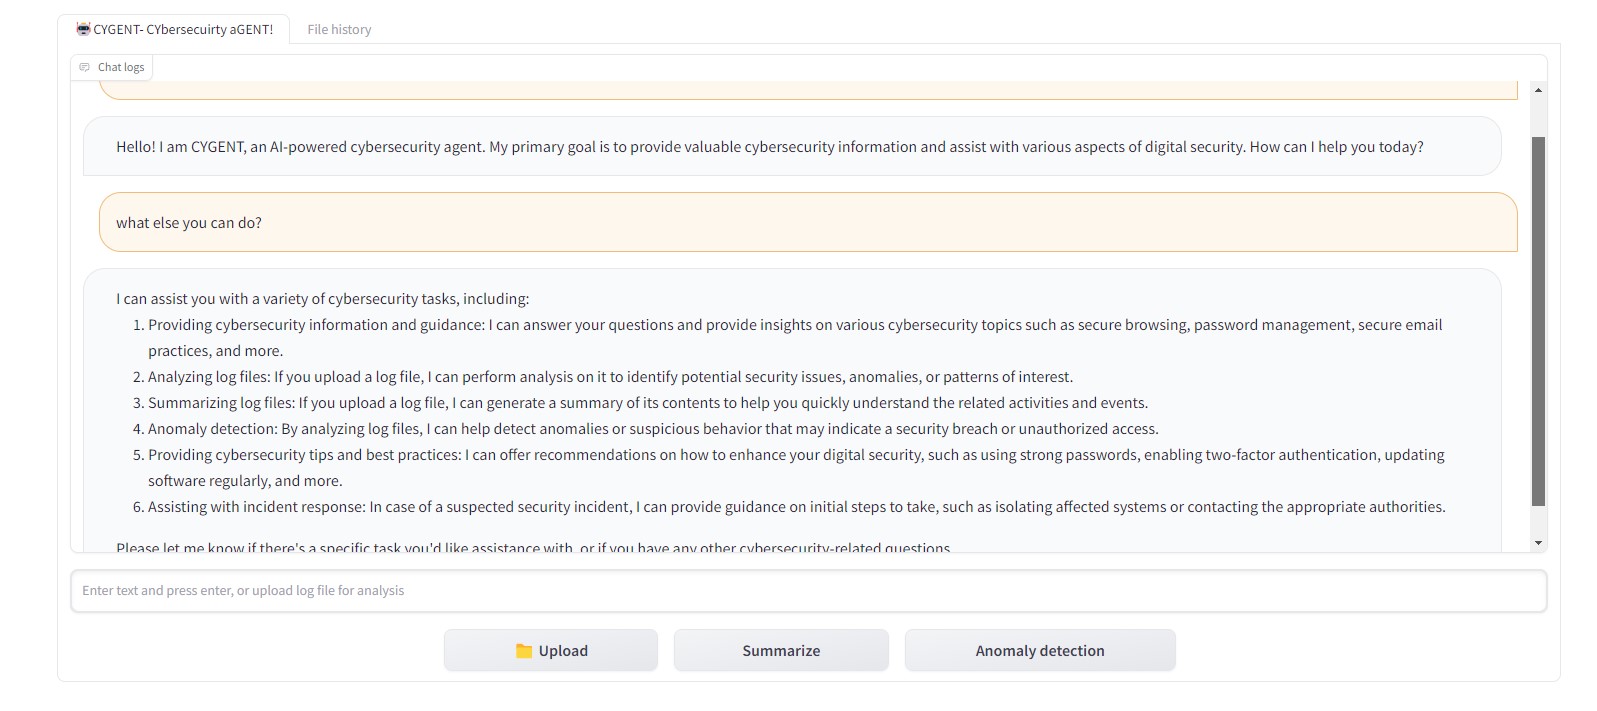 CYGENT- CYbersecuirty aGENT!
File history
Chat logs
Hello! I am CYGENT, an AI-powered cybersecurity agent. My primary goal is to provide valuable cybersecurity information and assist with various aspects of digital security. How can I help you today?
what else you can do?
I can assist you with a variety of cybersecurity tasks, including:
1. Providing cybersecurity information and guidance: I can answer your questions and provide insights on various cybersecurity topics such as secure browsing, password management, secure email
practices, and more.
2. Analyzing log files: If you upload a log file, I can perform analysis on it to identify potential security issues, anomalies, or patterns of interest.
3. Summarizing log files: If you upload a log file, I can generate a summary of its contents to help you quickly understand the related activities and events.
4. Anomaly detection: By analyzing log files, I can help detect anomalies or suspicious behavior that may indicate a security breach or unauthorized access.
5. Providing cybersecurity tips and best practices: I can offer recommendations on how to enhance your digital security, such as using strong passwords, enabling two-factor authentication, updating
software regularly, and more.
6. Assisting with incident response: In case of a suspected security incident, I can provide guidance on initial steps to take, such as isolating affected systems or contacting the appropriate authorities.
Please let me know if there's a specific task you'd like assistance with, or if you have any other cybersecurity-related questions.
Enter text and press enter, or upload log file for analysis
Upload
Summarize
Anomaly detection